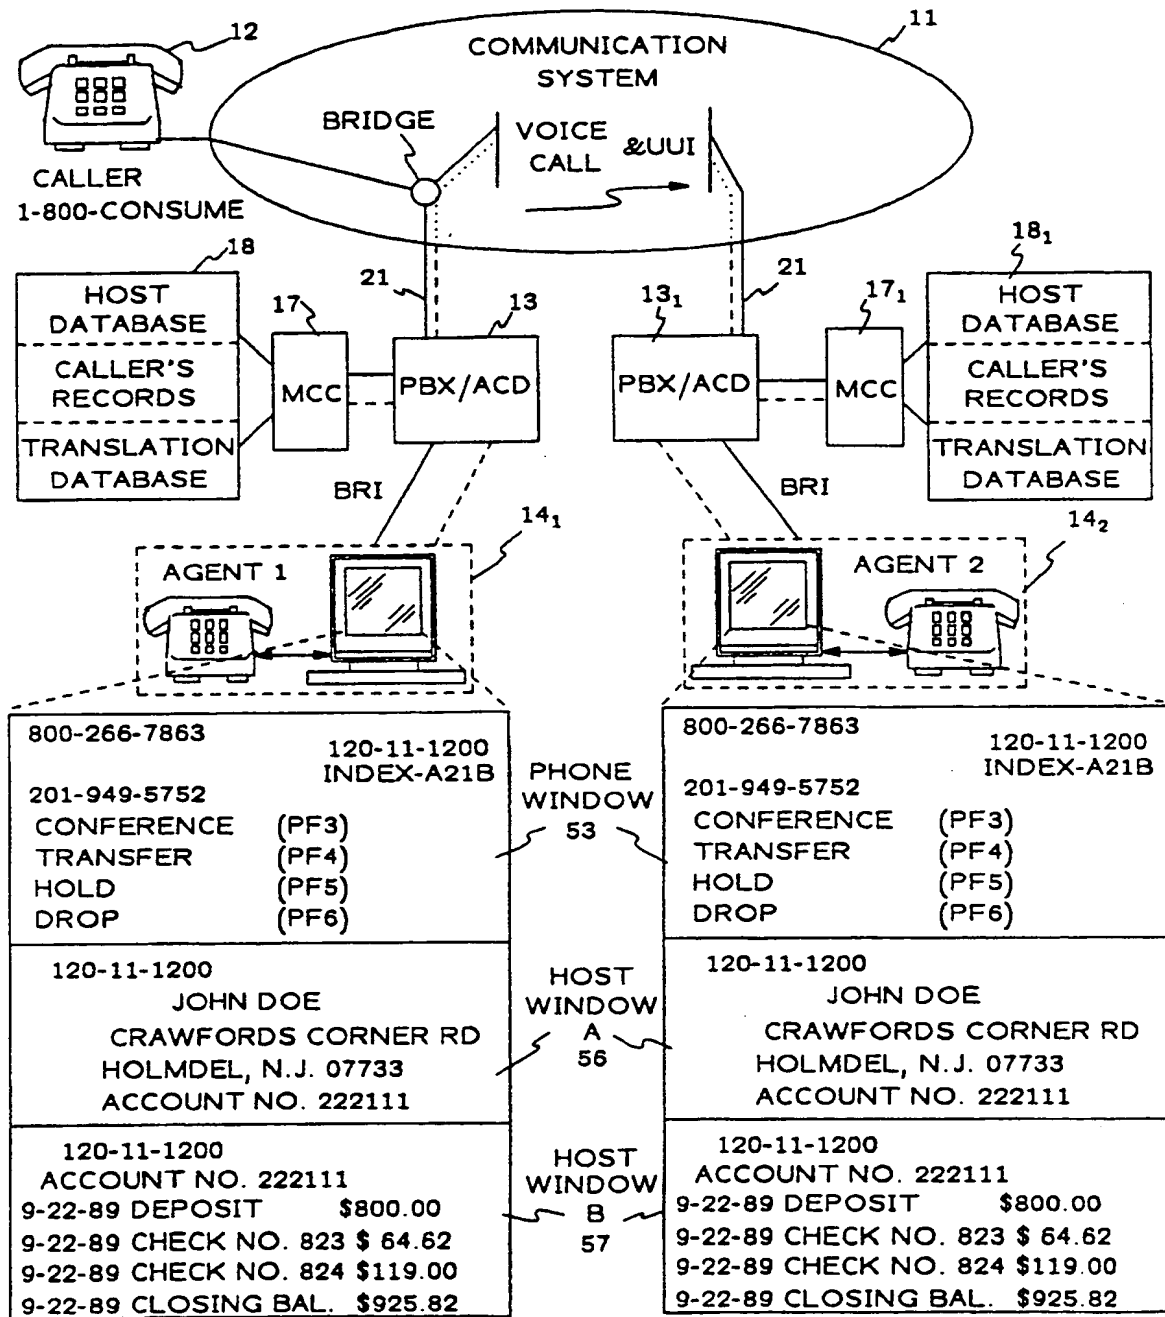 12
11
COMMUNICATION
SYSTEM
BRIDGE
VOICE
CALL
&UUI
CALLER
1-800-CONSUME
18
HOST
DATABASE
CALLER'S
RECORDS
TRANSLATION
DATABASE
17
MCC
21
13
PBX/ACD
BRI
13₁
PBX/ACD
21
17₁
MCC
18₁
HOST
DATABASE
CALLER'S
RECORDS
TRANSLATION
DATABASE
BRI
14₁
AGENT 1
14₂
AGENT 2
800-266-7863
120-11-1200
INDEX-A21B
201-949-5752
CONFERENCE (PF3)
TRANSFER (PF4)
HOLD (PF5)
DROP (PF6)
120-11-1200
JOHN DOE
CRAWFORDS CORNER RD
HOLMDEL, N.J. 07733
ACCOUNT NO. 222111
120-11-1200
ACCOUNT NO. 222111
9-22-89 DEPOSIT $800.00
9-22-89 CHECK NO. 823 $ 64.62
9-22-89 CHECK NO. 824 $119.00
9-22-89 CLOSING BAL. $925.82
PHONE
WINDOW
53
HOST
WINDOW
A
56
HOST
WINDOW
B
57
800-266-7863
120-11-1200
INDEX-A21B
201-949-5752
CONFERENCE (PF3)
TRANSFER (PF4)
HOLD (PF5)
DROP (PF6)
120-11-1200
JOHN DOE
CRAWFORDS CORNER RD
HOLMDEL, N.J. 07733
ACCOUNT NO. 222111
120-11-1200
ACCOUNT NO. 222111
9-22-89 DEPOSIT $800.00
9-22-89 CHECK NO. 823 $ 64.62
9-22-89 CHECK NO. 824 $119.00
9-22-89 CLOSING BAL. $925.82